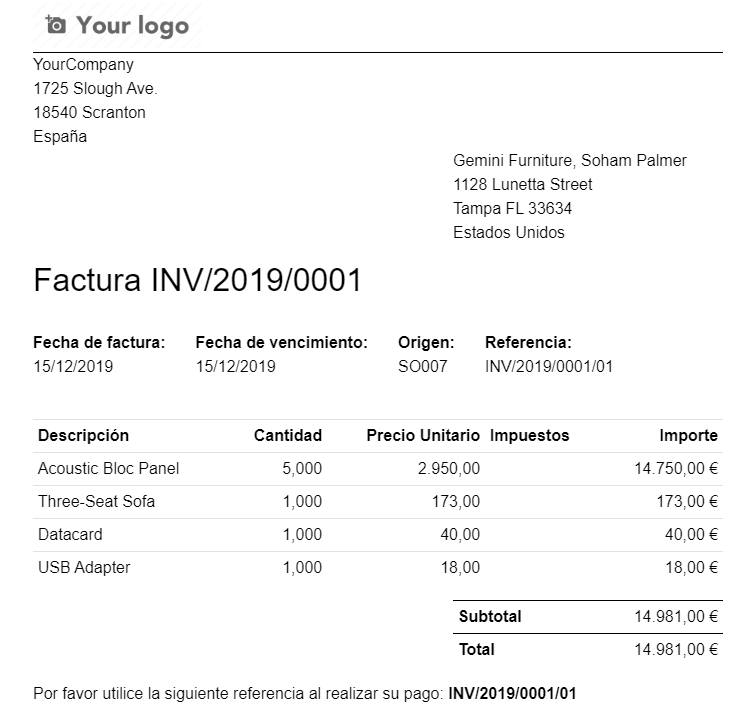 Your logo
YourCompany
1725 Slough Ave.
18540 Scranton
España
Gemini Furniture, Soham Palmer
1128 Lunetta Street
Tampa FL 33634
Estados Unidos
Factura INV/2019/0001
Fecha de factura: Fecha de vencimiento: Origen: Referencia:
15/12/2019 15/12/2019 SO007 INV/2019/0001/01
Descripción Cantidad Precio Unitario Impuestos Importe
Acoustic Bloc Panel 5,000 2.950,00 14.750,00 €
Three-Seat Sofa 1,000 173,00 173,00 €
Datacard 1,000 40,00 40,00 €
USB Adapter 1,000 18,00 18,00 €
Subtotal 14.981,00 €
Total 14.981,00 €
Por favor utilice la siguiente referencia al realizar su pago: INV/2019/0001/01